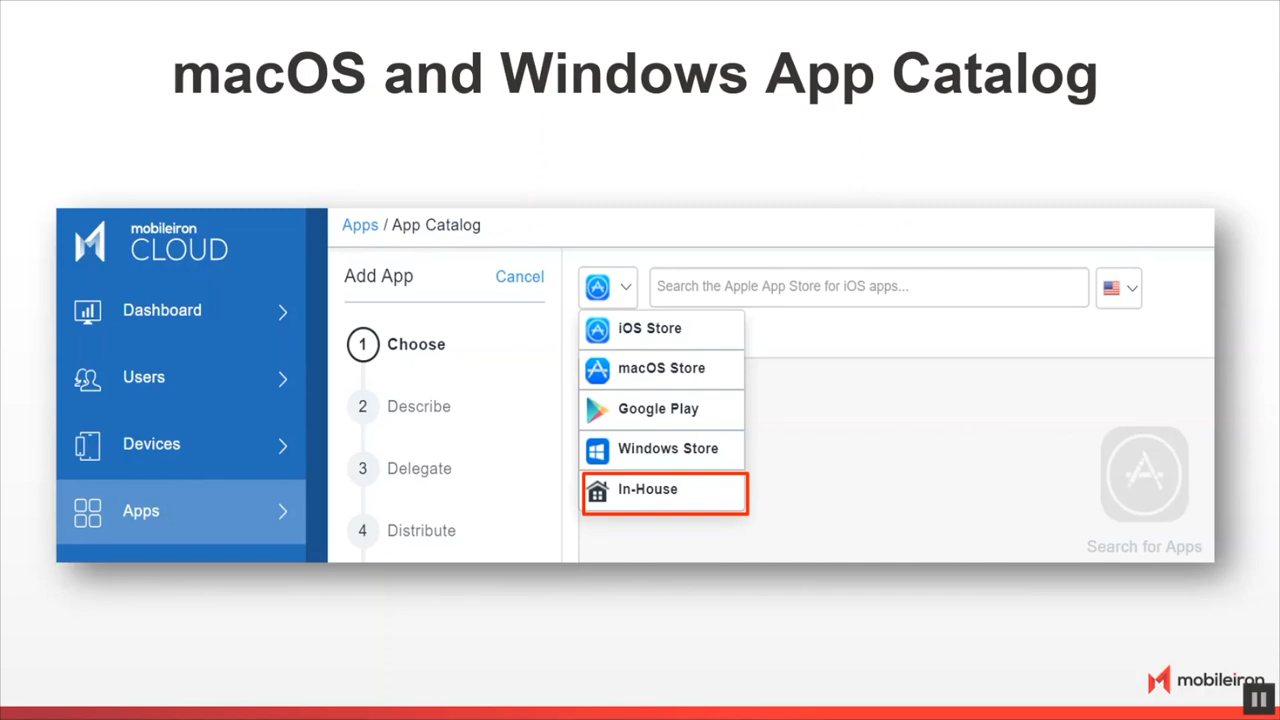 macOS and Windows App Catalog
mobileiron
CLOUD
Dashboard
Users
Devices
Apps
Apps / App Catalog
Add App
Cancel
1 Choose
2 Describe
3 Delegate
4 Distribute
Search the Apple App Store for iOS apps...
iOS Store
macOS Store
Google Play
Windows Store
In-House
Search for Apps
mobileiron